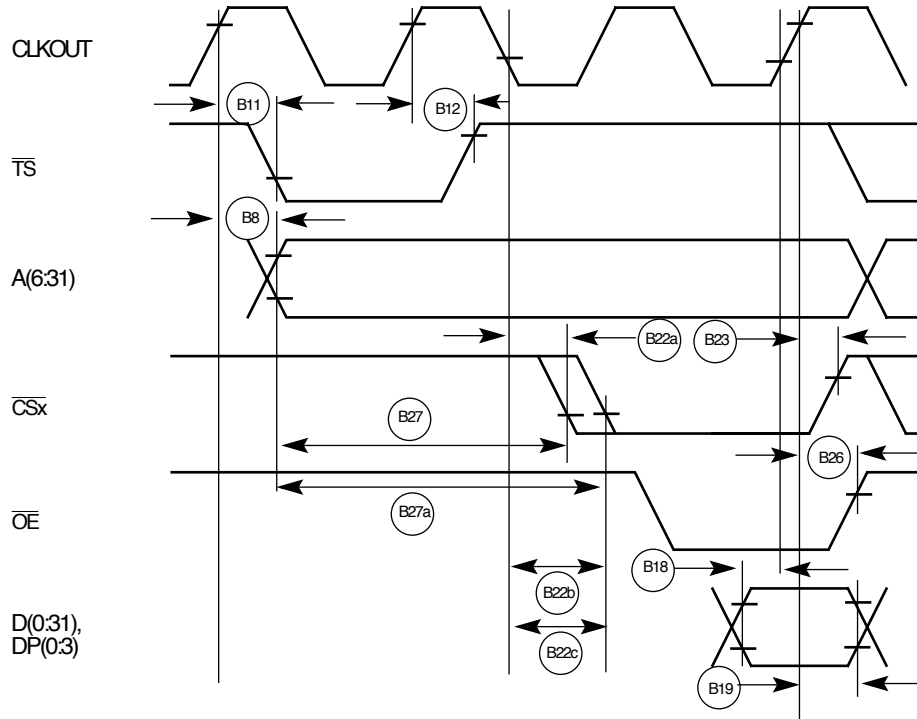 CLKOUT
B11
B12
TS
B8
A(6:31)
B22a
B23
CSx
B27
B26
OE
B27a
B18
B22b
D(0:31),
DP(0:3)
B22c
B19